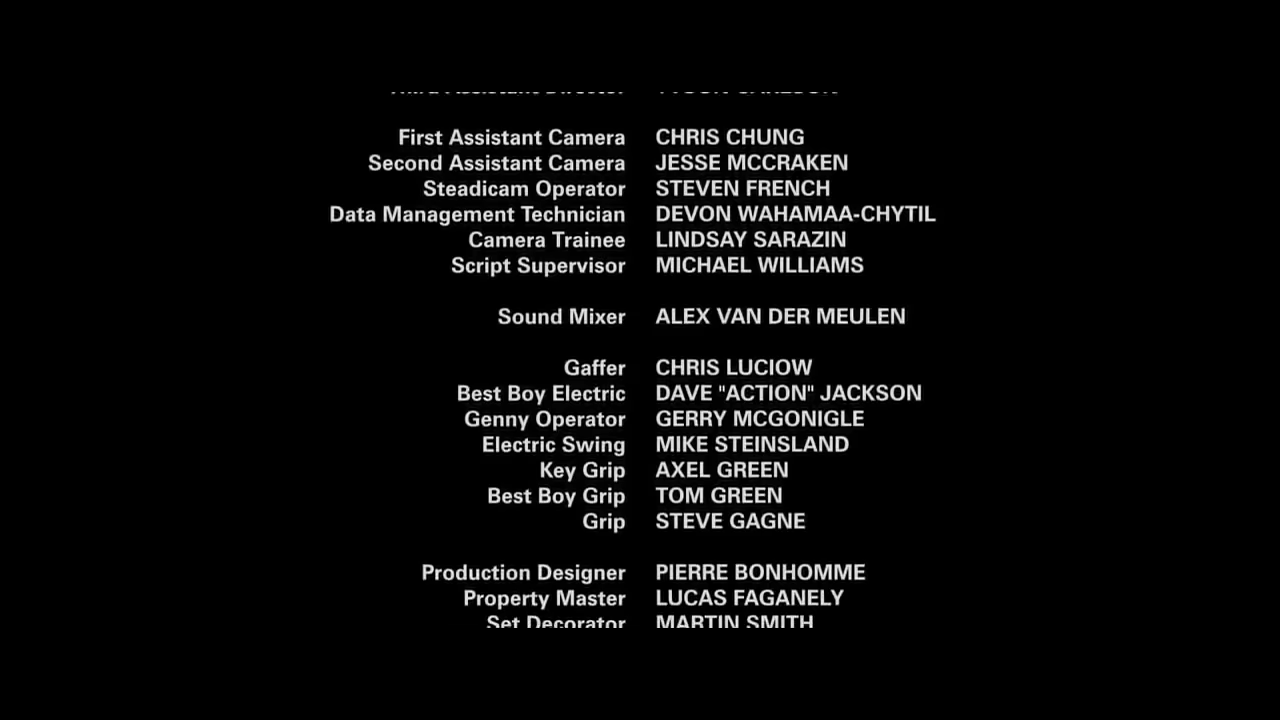 First Assistant Camera CHRIS CHUNG
Second Assistant Camera JESSE MCCRAKEN
Steadicam Operator STEVEN FRENCH
Data Management Technician DEVON WAHAMAA-CHYTIL
Camera Trainee LINDSAY SARAZIN
Script Supervisor MICHAEL WILLIAMS
Sound Mixer ALEX VAN DER MEULEN
Gaffer CHRIS LUCIOW
Best Boy Electric DAVE "ACTION" JACKSON
Genny Operator GERRY MCGONIGLE
Electric Swing MIKE STEINSLAND
Key Grip AXEL GREEN
Best Boy Grip TOM GREEN
Grip STEVE GAGNE
Production Designer PIERRE BONHOMME
Property Master LUCAS FAGANELY
Set Decorator MARTIN SMITH